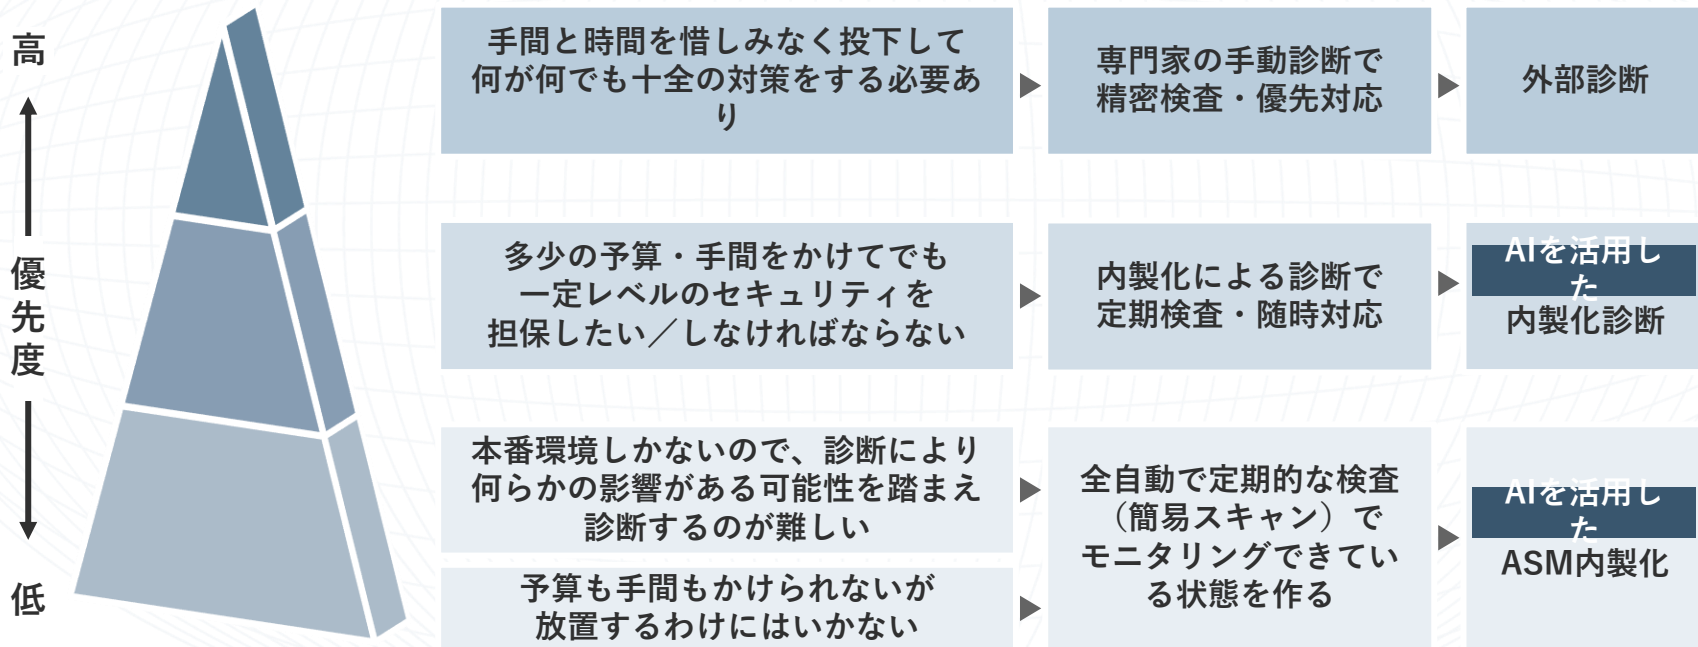 高
優先度
低
手間と時間を惜しみなく投下して
何が何でも十全の対策をする必要あ
り
専門家の手動診断で
精密検査・優先対応
外部診断
多少の予算・手間をかけてでも
一定レベルのセキュリティを
担保したい／しなければならない
内製化による診断で
定期検査・随時対応
AIを活用し
た
内製化診断
本番環境しかないので、診断により
何らかの影響がある可能性を踏まえ
診断するのが難しい
予算も手間もかけられないが
放置するわけにはいかない
全自動で定期的な検査
（簡易スキャン）で
モニタリングできてい
る状態を作る
AIを活用し
た
ASM内製化